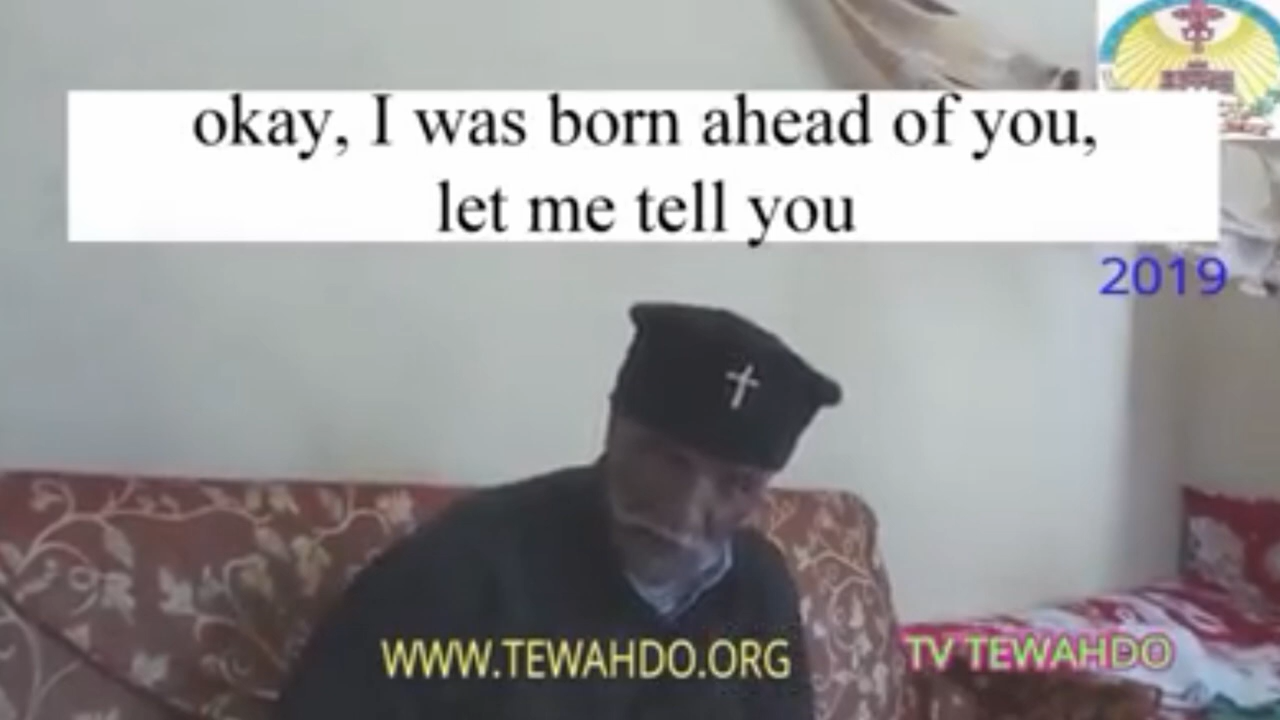 okay, I was born ahead of you,
let me tell you
2019
WWW.TEWAHDO.ORG
TV TEWAHDO